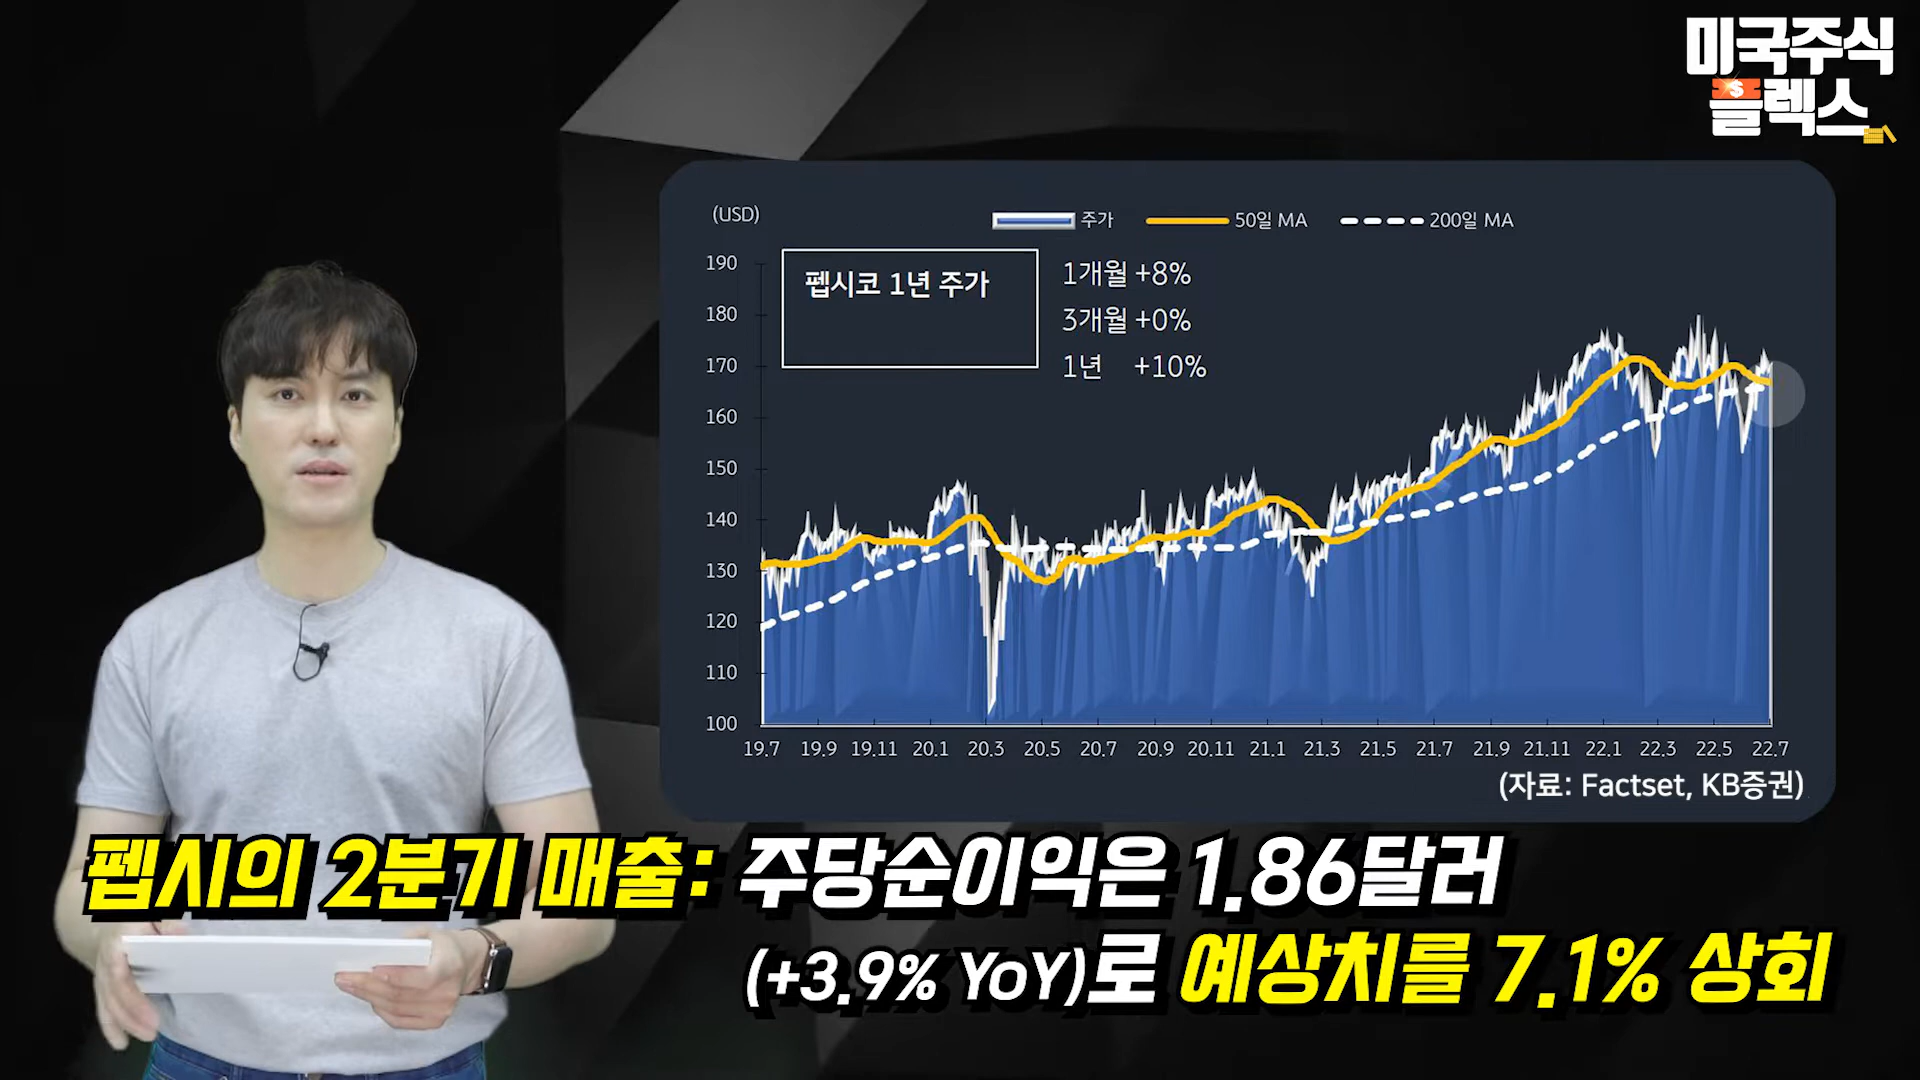 미국주식
플렉스
(USD)
주가
50일 MA
200일 MA
펩시코 1년 주가
1개월 +8%
3개월 +0%
1년 +10%
190
180
170
160
150
140
130
120
110
100
19.7 19.9 19.11 20.1 20.3 20.5 20.7 20.9 20.11 21.1 21.3 21.5 21.7 21.9 21.11 22.1 22.3 22.5 22.7
(자료: Factset, KB증권)
펩시의 2분기 매출: 주당순이익은 1.86달러
(+3.9% YoY)로 예상치를 7.1% 상회